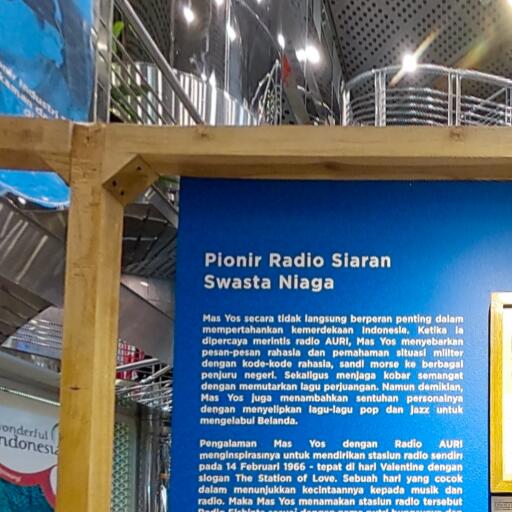 Pionir Radio Siaran
Swasta Niaga
Mas Yos secara tidak langsung berperan penting dalam
mempertahankan kemerdekaan Indonesia. Ketika ia
dipercaya merintis radio AURI, Mas Yos menyebarkan
pesan-pesan rahasia dan pemahaman situasi militer
dengan kode-kode rahasia, sandi morse ke berbagai
penjuru negeri. Sekaligus menjaga kobar semangat
dengan memutarkan lagu perjuangan. Namun demikian,
Mas Yos juga menambahkan sentuhan personalnya
dengan menyelipkan lagu-lagu pop dan jazz untuk
mengelabui Belanda.
Pengalaman Mas Yos dengan Radio AURI
menginspirasinya untuk mendirikan stasiun radio sendiri
pada 14 Februari 1966 - tepat di hari Valentine dengan
slogan The Station of Love. Sebuah hari yang cocok
dalam menunjukkan kecintaannya kepada musik dan
radio. Maka Mas Yos menamakan stasiun radio tersebut
wonderful
indonesia